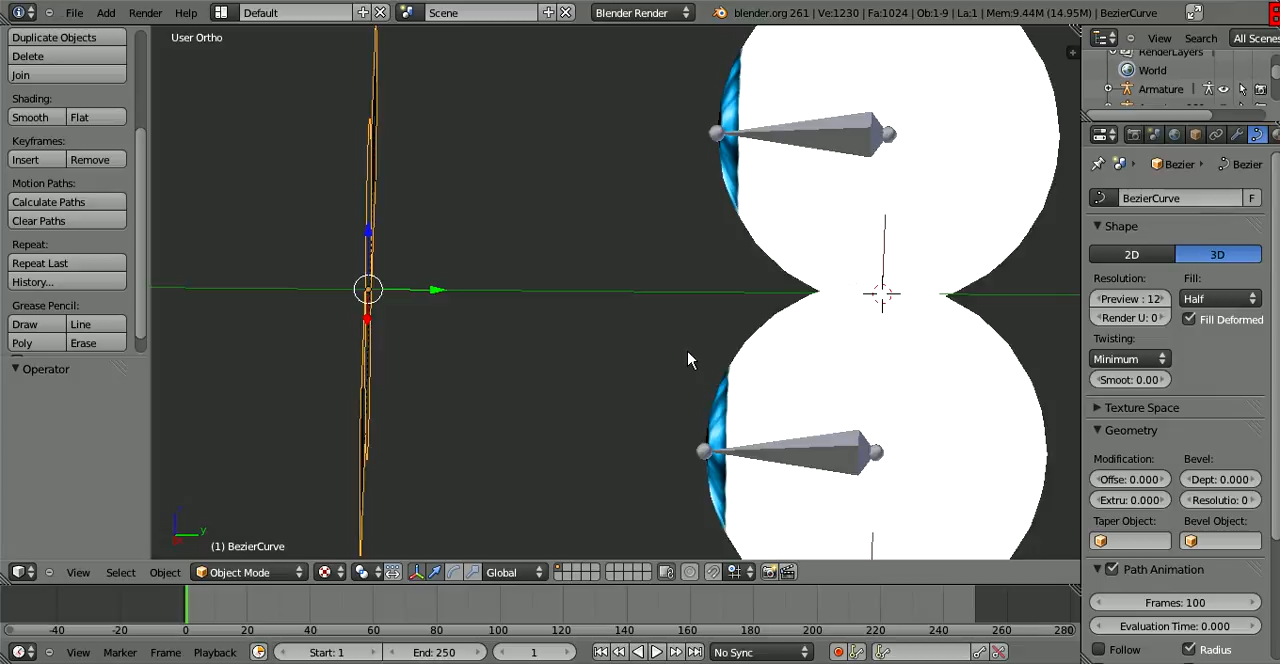 File Add Render Help Default Scene Blender Render blender.org 261 | Ve:1230 | Fa:1024 | Ob:1-9 | La:1 | Mem:9.44M (14.95M) | BezierCurve
Duplicate Objects
Delete
Join
Shading:
Smooth Flat
Keyframes:
Insert Remove
Motion Paths:
Calculate Paths
Clear Paths
Repeat:
Repeat Last
History...
Grease Pencil:
Draw Line
Poly Erase
Operator
User Ortho
y
(1) BezierCurve
View Search All Scenes
RenderLayers
World
Armature
Bezier Bezier
BezierCurve F
Shape
2D 3D
Resolution: Fill:
Preview : 12 Half
Render U: 0 Fill Deformed
Twisting:
Minimum
Smoot: 0.00
Texture Space
Geometry
Modification: Bevel:
Offse: 0.000 Dept: 0.000
Extru: 0.000 Resolutio: 0
Taper Object: Bevel Object:
Path Animation
Frames: 100
Evaluation Time: 0.000
Follow Radius
View Select Object Object Mode Global
-40 -20 0 20 40 60 80 100 120 140 160 180 200 220 240 260 280
View Marker Frame Playback Start: 1 End: 250 1 No Sync